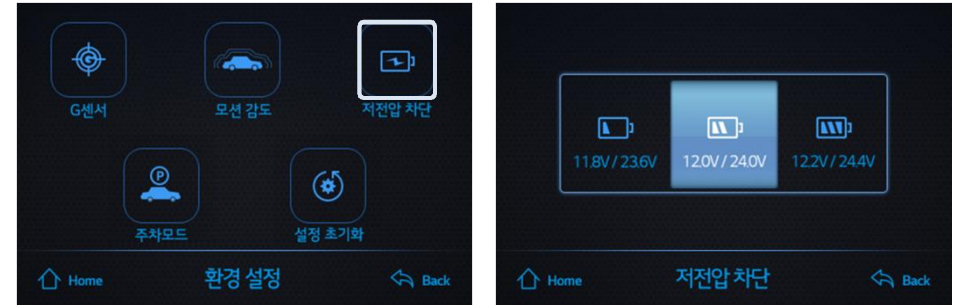 G센서 모션 감도 저전압 차단
주차모드 설정 초기화
Home 환경 설정 Back
11.8V / 23.6V 12.0V / 24.0V 12.2V / 24.4V
Home 저전압 차단 Back